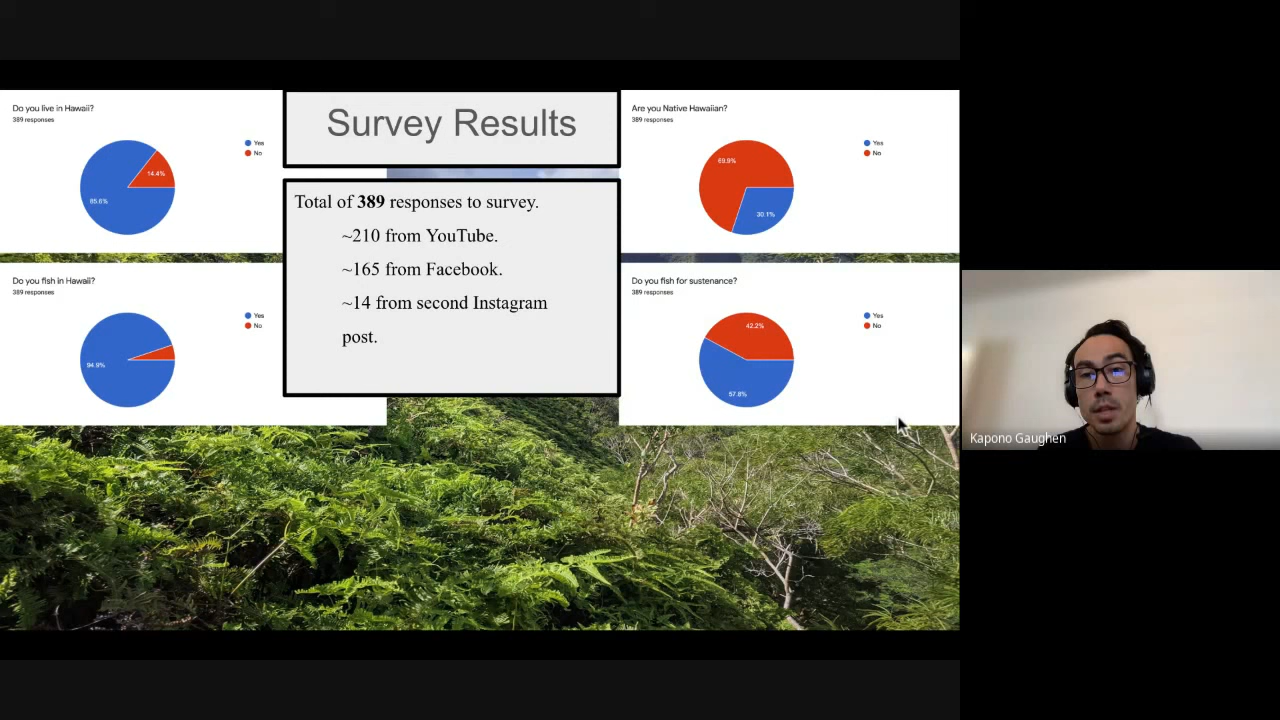 Survey Results
Do you live in Hawaii?
389 responses
Yes
No
14.4%
85.6%
Are you Native Hawaiian?
389 responses
Yes
No
69.9%
30.1%
Total of 389 responses to survey.
~210 from YouTube.
~165 from Facebook.
~14 from second Instagram
post.
Do you fish in Hawaii?
389 responses
Yes
No
94.9%
Do you fish for sustenance?
389 responses
Yes
No
42.2%
57.8%
Kapono Gaughen